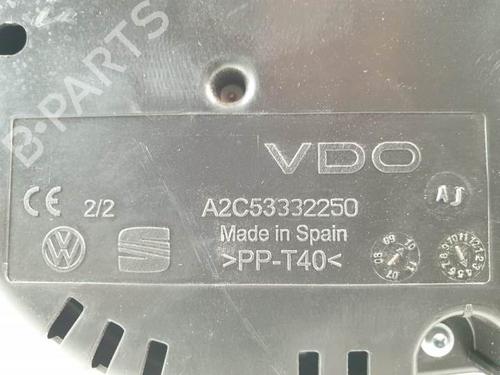 B-PARTS
VDO
CE 2/2
A2C53332250
AJ
Made in Spain
>PP-T40<